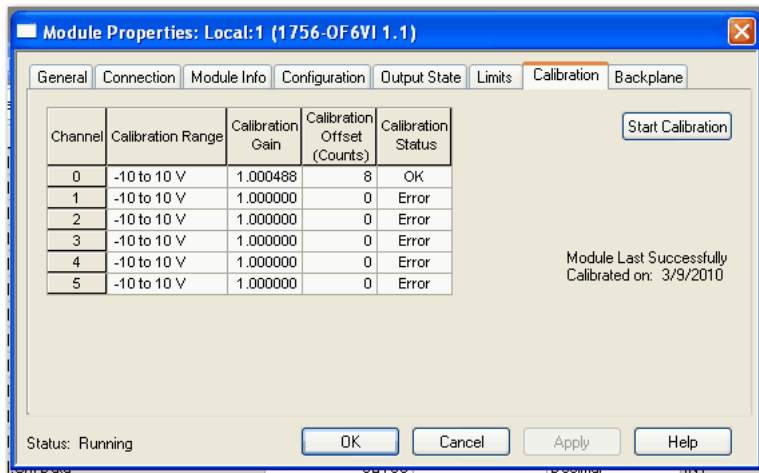 Module Properties: Local:1 (1756-OF6VI 1.1)
General Connection Module Info Configuration Output State Limits Calibration Backplane
Channel Calibration Range Calibration Gain Calibration Offset (Counts) Calibration Status
0 -10 to 10 V 1.000488 8 OK
1 -10 to 10 V 1.000000 0 Error
2 -10 to 10 V 1.000000 0 Error
3 -10 to 10 V 1.000000 0 Error
4 -10 to 10 V 1.000000 0 Error
5 -10 to 10 V 1.000000 0 Error
Start Calibration
Module Last Successfully
Calibrated on: 3/9/2010
Status: Running
OK Cancel Apply Help